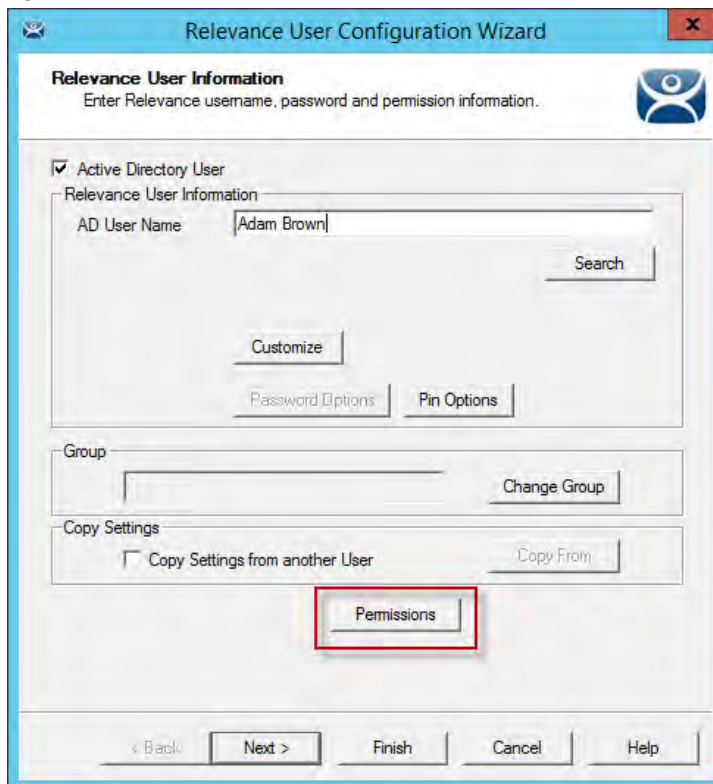 Relevance User Configuration Wizard
x
Relevance User Information
Enter Relevance username, password and permission information.
Active Directory User
Relevance User Information
AD User Name Adam Brown
Search
Customize
Password Options Pin Options
Group
Change Group
Copy Settings
Copy Settings from another User Copy From
Permissions
< Back Next > Finish Cancel Help